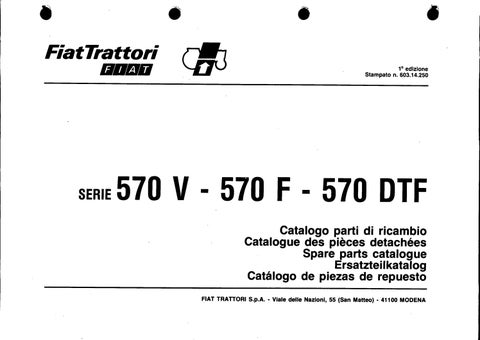 FiatTrattori
FIAT
1ª edizione
Stampato n. 603.14.250
SERIE 570 V - 570 F - 570 DTF
Catalogo parti di ricambio
Catalogue des pièces detachées
Spare parts catalogue
Ersatzteilkatalog
Catálogo de piezas de repuesto
FIAT TRATTORI S.p.A. - Viale delle Nazioni, 55 (San Matteo) - 41100 MODENA